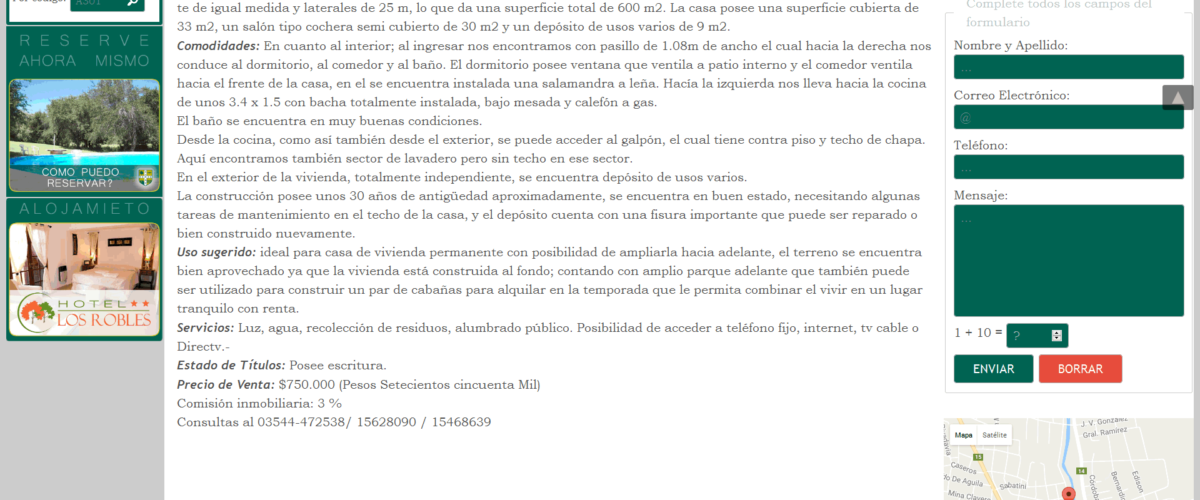 Por código:
AS01
RESERVE
AHORA MISMO
COMO PUEDO
RESERVAR?
ALOJAMIETO
HOTEL
LOS ROBLES
te de igual medida y laterales de 25 m, lo que da una superficie total de 600 m2. La casa posee una superficie cubierta de
33 m2, un salón tipo cochera semi cubierto de 30 m2 y un depósito de usos varios de 9 m2.
Comodidades: En cuanto al interior; al ingresar nos encontramos con pasillo de 1.08m de ancho el cual hacia la derecha nos
conduce al dormitorio, al comedor y al baño. El dormitorio posee ventana que ventila a patio interno y el comedor ventila
hacia el frente de la casa, en el se encuentra instalada una salamandra a leña. Hacía la izquierda nos lleva hacia la cocina
de unos 3.4 x 1.5 con bacha totalmente instalada, bajo mesada y calefón a gas.
El baño se encuentra en muy buenas condiciones.
Desde la cocina, como así también desde el exterior, se puede acceder al galpón, el cual tiene contra piso y techo de chapa.
Aquí encontramos también sector de lavadero pero sin techo en ese sector.
En el exterior de la vivienda, totalmente independiente, se encuentra depósito de usos varios.
La construcción posee unos 30 años de antigüedad aproximadamente, se encuentra en buen estado, necesitando algunas
tareas de mantenimiento en el techo de la casa, y el depósito cuenta con una fisura importante que puede ser reparado o
bien construido nuevamente.
Uso sugerido: ideal para casa de vivienda permanente con posibilidad de ampliarla hacia adelante, el terreno se encuentra
bien aprovechado ya que la vivienda está construida al fondo; contando con amplio parque adelante que también puede
ser utilizado para construir un par de cabañas para alquilar en la temporada que le permita combinar el vivir en un lugar
tranquilo con renta.
Servicios: Luz, agua, recolección de residuos, alumbrado público. Posibilidad de acceder a teléfono fijo, internet, tv cable o
Directv.-
Estado de Títulos: Posee escritura.
Precio de Venta: $750.000 (Pesos Setecientos cincuenta Mil)
Comisión inmobiliaria: 3 %
Consultas al 03544-472538/ 15628090 / 15468639
Complete todos los campos del
formulario
Nombre y Apellido:
...
Correo Electrónico:
@
Teléfono:
...
Mensaje:
...
1 + 10 = ?
ENVIAR BORRAR
Mapa Satélite
J. V. González
Gral. Ramírez
15
14
Caseros
fo De Aguila
Sabatini
Mina Clavero
Cordoba
Bernardo
Edison